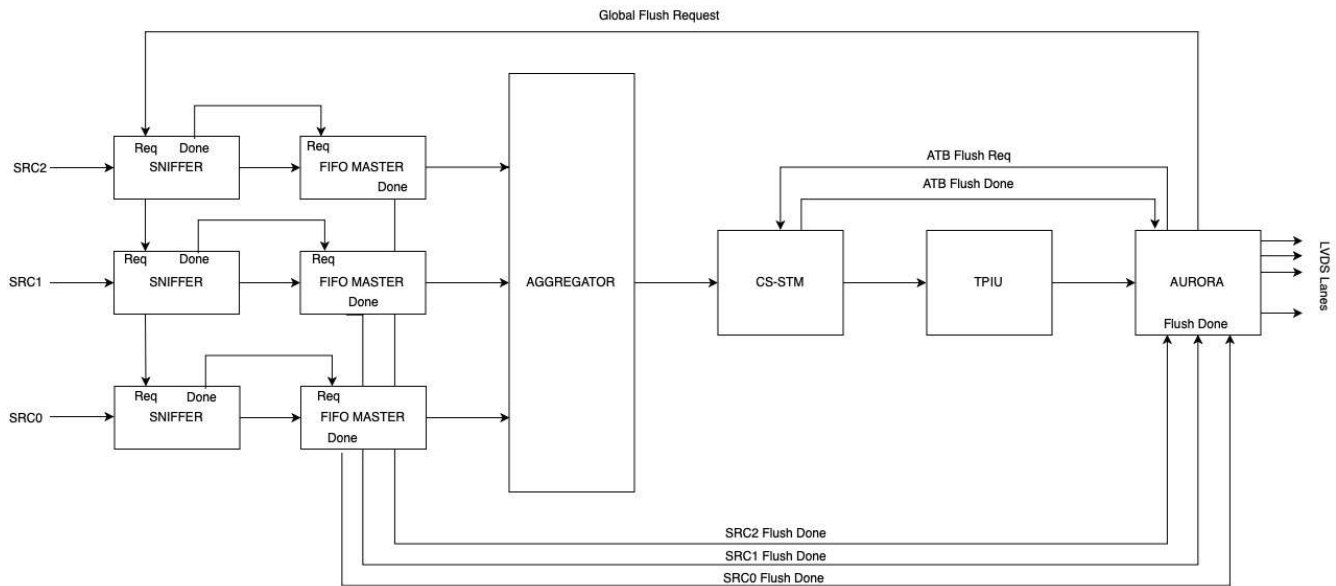 Global Flush Request
Req Done
SRC2
SNIFFER
Req
FIFO MASTER
Done
ATB Flush Req
ATB Flush Done
Req Done
SRC1
SNIFFER
Req
FIFO MASTER
Done
AGGREGATOR
CS-STM
TPIU
AURORA
Flush Done
LVDS Lanes
Req Done
SRC0
SNIFFER
Req
FIFO MASTER
Done
SRC2 Flush Done
SRC1 Flush Done
SRC0 Flush Done